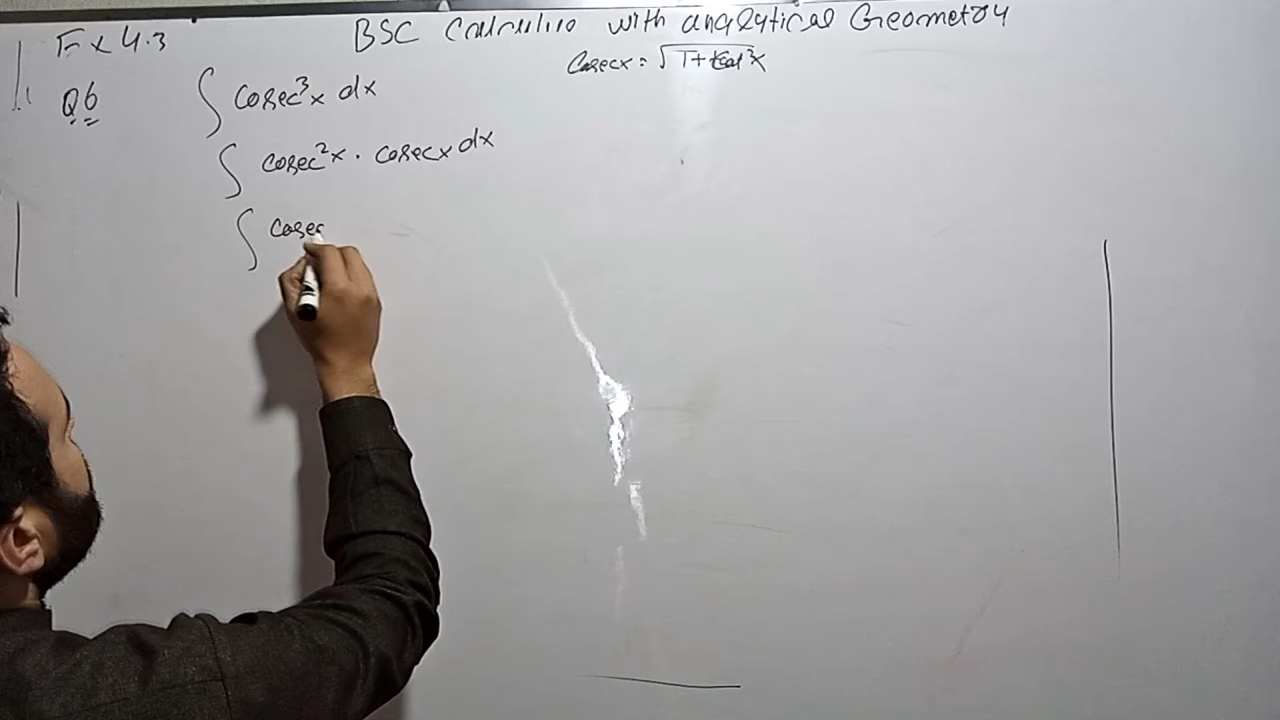 Ex 4.3 BSC Calculus with analytical Geometry
Cosecx = √1+cot²x
Q6 ∫ cosec³x dx
∫ cosec²x . cosecx dx
∫ cosec